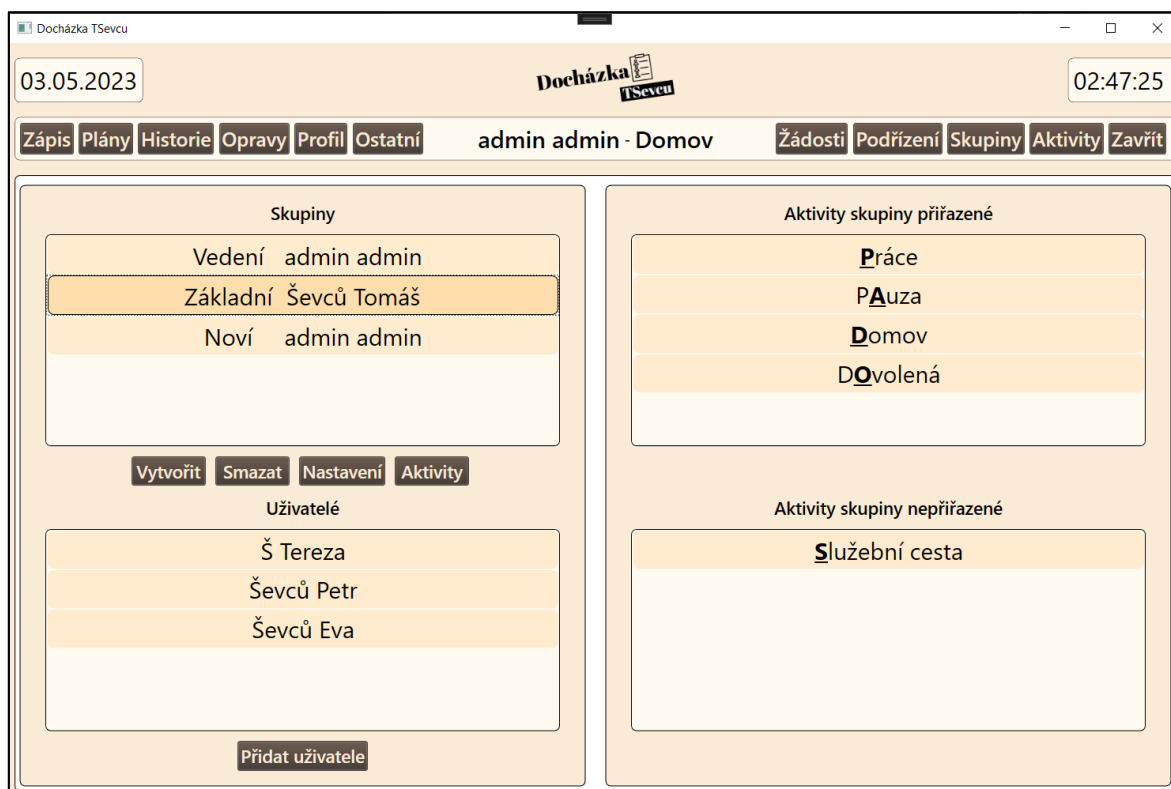 Docházka TSevcu
03.05.2023
Docházka
TSevcu
02:47:25
Zápis Plány Historie Opravy Profil Ostatní admin admin - Domov Žádosti Podřízení Skupiny Aktivity Zavřít
Skupiny
Vedení admin admin
Základní Ševců Tomáš
Noví admin admin
Vytvořit Smazat Nastavení Aktivity
Uživatelé
Š Tereza
Ševců Petr
Ševců Eva
Přidat uživatele
Aktivity skupiny přiřazené
Práce
PAuza
Domov
DOvolená
Aktivity skupiny nepřiřazené
Služební cesta